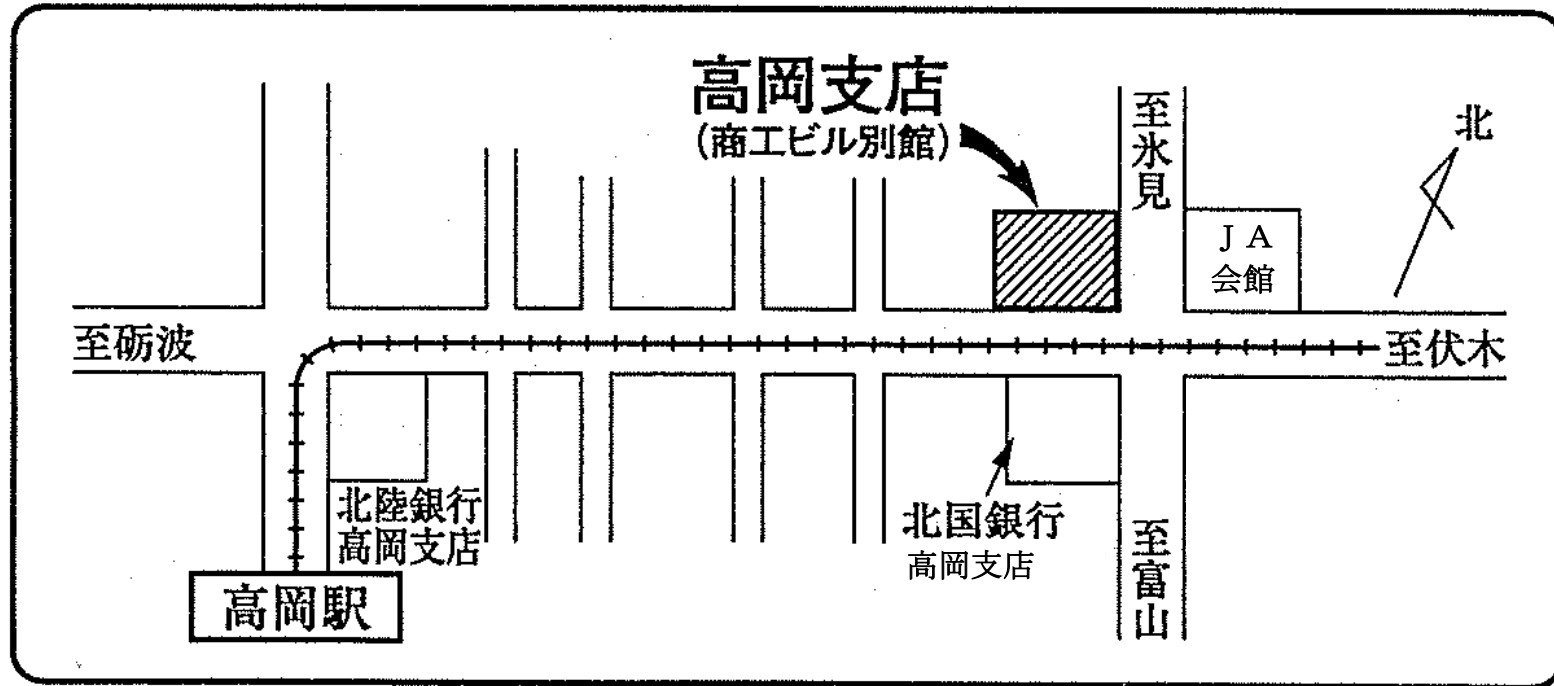 高岡支店
(商工ビル別館)
至氷見
北
JA
会館
至砺波
至伏木
北陸銀行
高岡支店
北国銀行
高岡支店
至富山
高岡駅